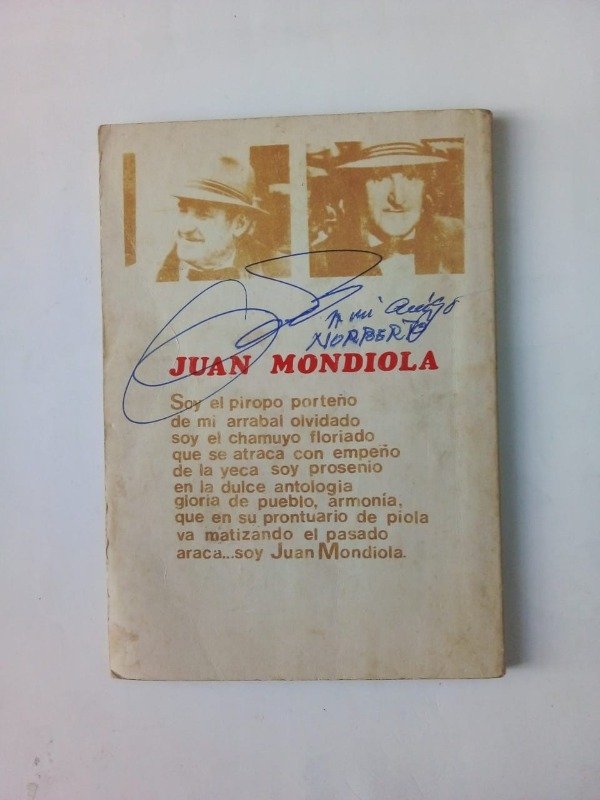 A mi amigo
NORBERTO
JUAN MONDIOLA
Soy el piropo porteño
de mi arrabal olvidado
soy el chamuyo floriado
que se atraca con empeño
de la yeca soy prosenio
en la dulce antologia
gloria de pueblo, armonía,
que en su prontuario de piola
va matizando el pasado
araca...soy Juan Mondiola.